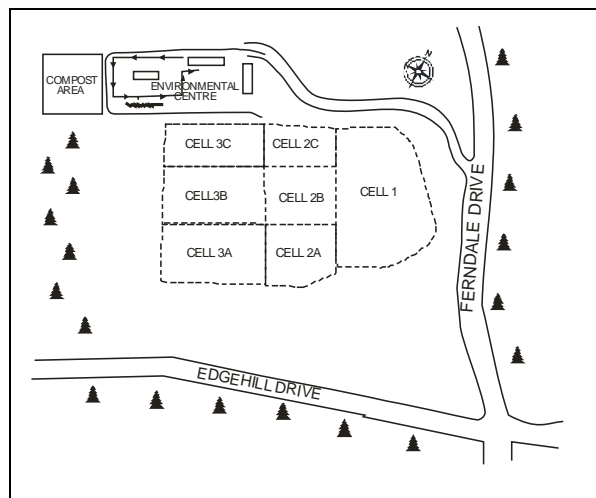 N
COMPOST
AREA
ENVIRONMENTAL
CENTRE
CELL 3C
CELL 2C
CELL 1
CELL3B
CELL 2B
CELL 3A
CELL 2A
FERNDALE DRIVE
EDGEHILL DRIVE